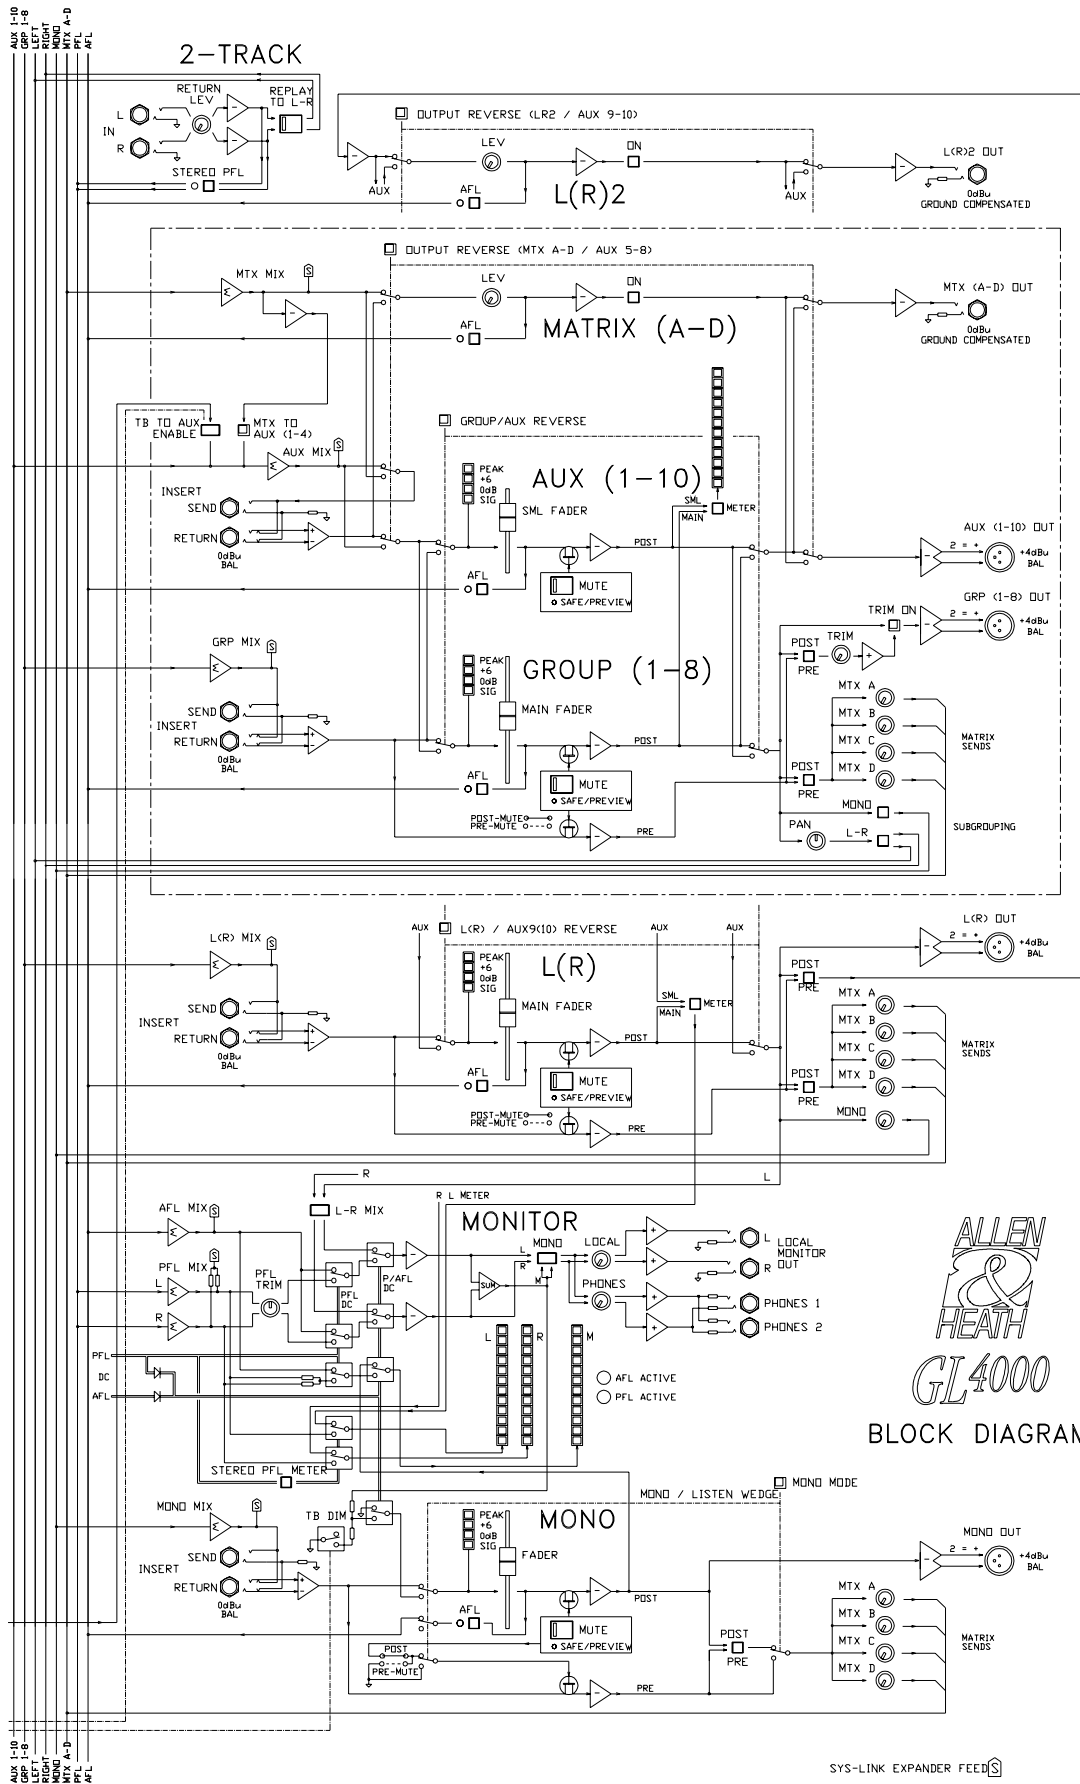 AUX 1-10
GRP 1-8
LEFT
RIGHT
MONO
MTX A-D
PFL
AFL
2-TRACK
RETURN
LEV
REPLAY
TO L-R
L
IN
R
STEREO PFL
OUTPUT REVERSE (LR2 / AUX 9-10)
LEV
ON
AUX
AFL
L(R)2
AUX
L(R)2 OUT
0dBu
GROUND COMPENSATED
OUTPUT REVERSE (MTX A-D / AUX 5-8)
MTX MIX
S
LEV
ON
AFL
MATRIX (A-D)
MTX (A-D) OUT
0dBu
GROUND COMPENSATED
TB TO AUX
ENABLE
MTX TO
AUX (1-4)
GROUP/AUX REVERSE
AUX MIX
S
PEAK
+6
0dB
SIG
AUX (1-10)
SML
MAIN
METER
INSERT
SEND
RETURN
0dBu
BAL
SML FADER
POST
AFL
MUTE
SAFE/PREVIEW
AUX (1-10) OUT
2 = +
+4dBu
BAL
GRP (1-8) OUT
TRIM ON
2 = +
+4dBu
BAL
GRP MIX
S
PEAK
+6
0dB
SIG
GROUP (1-8)
POST
PRE
TRIM
SEND
INSERT
RETURN
0dBu
BAL
MAIN FADER
POST
AFL
MUTE
SAFE/PREVIEW
POST-MUTE
PRE-MUTE
PRE
MTX A
MTX B
MTX C
MTX D
MATRIX
SENDS
POST
PRE
MONO
PAN
L-R
SUBGROUPING
L(R) MIX
S
AUX
L(R) / AUX9(10) REVERSE
AUX
AUX
L(R) OUT
2 = +
+4dBu
BAL
PEAK
+6
0dB
SIG
L(R)
SML
MAIN
METER
POST
PRE
SEND
INSERT
RETURN
0dBu
BAL
MAIN FADER
POST
AFL
MUTE
SAFE/PREVIEW
POST-MUTE
PRE-MUTE
PRE
MTX A
MTX B
MTX C
MTX D
MATRIX
SENDS
POST
PRE
MONO
R
L
R L METER
AFL MIX
S
L-R MIX
MONITOR
PFL MIX
S
L
R
PFL
TRIM
PFL
DC
P/AFL
DC
SUM
L
R
M
MONO
LOCAL
PHONES
L
LOCAL
MONITOR
OUT
R
PHONES 1
PHONES 2
PFL
DC
AFL
L
R
M
AFL ACTIVE
PFL ACTIVE
STEREO PFL METER
ALLEN
&
HEATH
GL4000
BLOCK DIAGRAM
MONO MIX
S
TB DIM
MONO / LISTEN WEDGE
MONO MODE
PEAK
+6
0dB
SIG
MONO
MONO OUT
2 = +
+4dBu
BAL
SEND
INSERT
RETURN
0dBu
BAL
FADER
POST
AFL
MUTE
SAFE/PREVIEW
POST
PRE-MUTE
PRE
POST
PRE
MTX A
MTX B
MTX C
MTX D
MATRIX
SENDS
AUX 1-10
GRP 1-8
LEFT
RIGHT
MONO
MTX A-D
PFL
AFL
SYS-LINK EXPANDER FEED S